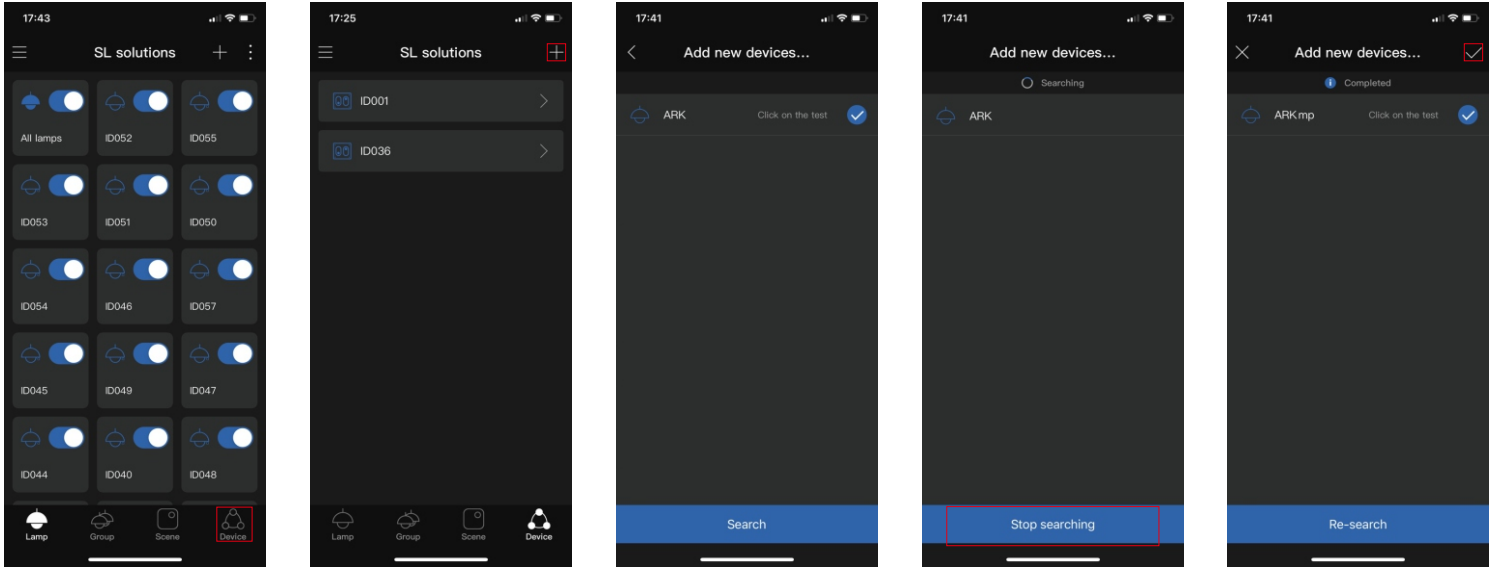 17:43
SL solutions
All lamps
ID052
ID055
ID053
ID051
ID050
ID054
ID046
ID057
ID045
ID049
ID047
ID044
ID040
ID048
Lamp
Group
Scene
Device
17:25
SL solutions
ID001
ID036
Lamp
Group
Scene
Device
17:41
Add new devices...
ARK
Click on the test
Search
17:41
Add new devices...
Searching
ARK
Stop searching
17:41
Add new devices...
Completed
ARKmp
Click on the test
Re-search